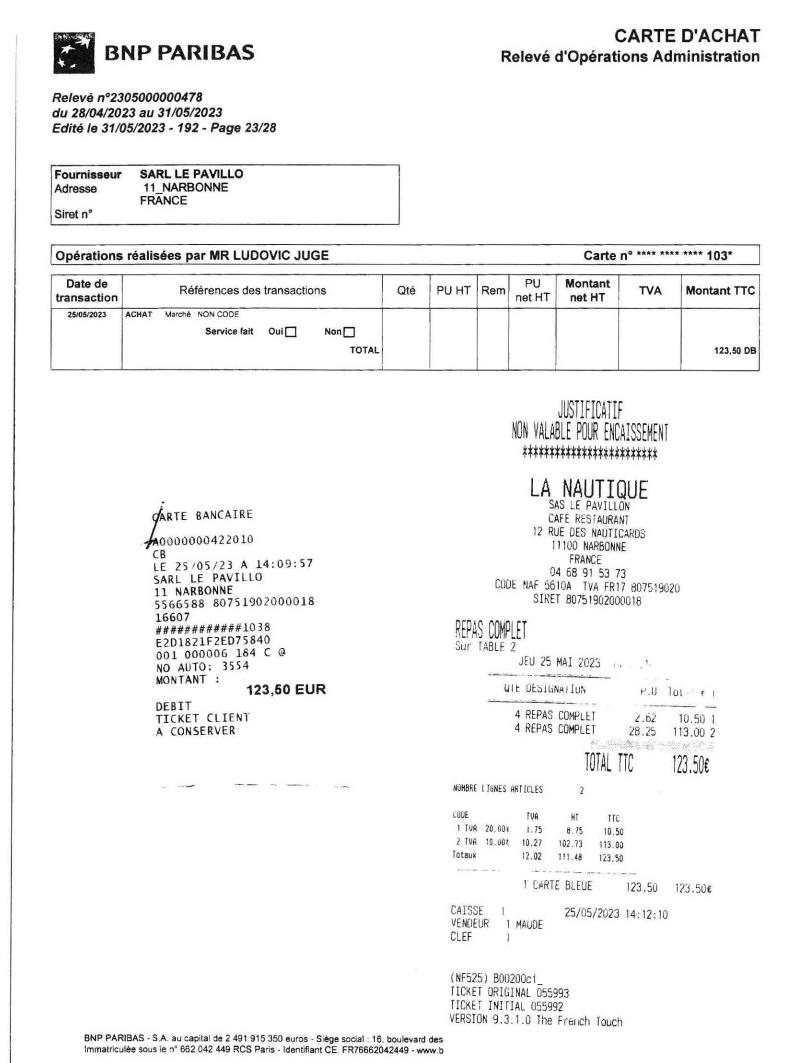 BNP PARIBAS
CARTE D'ACHAT
Relevé d'Opérations Administration
Relevé n°2305000000478
du 28/04/2023 au 31/05/2023
Edité le 31/05/2023 - 192 - Page 23/28
Fournisseur SARL LE PAVILLO
Adresse 11_NARBONNE
FRANCE
Siret n°
Opérations réalisées par MR LUDOVIC JUGE Carte n° **** **** **** 103*
Date de transaction Références des transactions Qté PU HT Rem PU net HT Montant net HT TVA Montant TTC
25/05/2023 ACHAT Marché : NON CODE
Service fait Oui Non
TOTAL 123,50 DB
CARTE BANCAIRE
A0000000422010
CB
LE 25/05/23 A 14:09:57
SARL LE PAVILLO
11 NARBONNE
5566588 80751902000018
16607
############1038
E2D1821F2ED75840
001 000006 184 C @
NO AUTO: 3554
MONTANT :
123,50 EUR
DEBIT
TICKET CLIENT
A CONSERVER
JUSTIFICATIF
NON VALABLE POUR ENCAISSEMENT
************************
LA NAUTIQUE
SAS LE PAVILLON
CAFE RESTAURANT
12 RUE DES NAUTICARDS
11100 NARBONNE
FRANCE
04 68 91 53 73
CODE NAF 5610A TVA FR17 807519020
SIRET 80751902000018
REPAS COMPLET
Sur TABLE 2
JEU 25 MAI 2023
QTE DESIGNATION P.U
4 REPAS COMPLET 2.62 10.50 1
4 REPAS COMPLET 28.25 113.00 2
TOTAL TTC 123.50€
NOMBRE LIGNES ARTICLES 2
CODE TVA HT TTC
1 TVA 20.00% 1.75 8.75 10.50
2 TVA 10.00% 10.27 102.73 113.00
Totaux 12.02 111.48 123.50
1 CARTE BLEUE 123.50 123.50€
CAISSE 1 25/05/2023 14:12:10
VENDEUR 1 MAUDE
CLEF 1
(NF525) B00200c1_
TICKET ORIGINAL 055993
TICKET INITIAL 055992
VERSION 9.3.1.0 The French Touch
BNP PARIBAS - S.A. au capital de 2 491 915 350 euros - Siège social : 16, boulevard des
Immatriculée sous le n° 662 042 449 RCS Paris - Identifiant CE. FR76662042449 - www.b